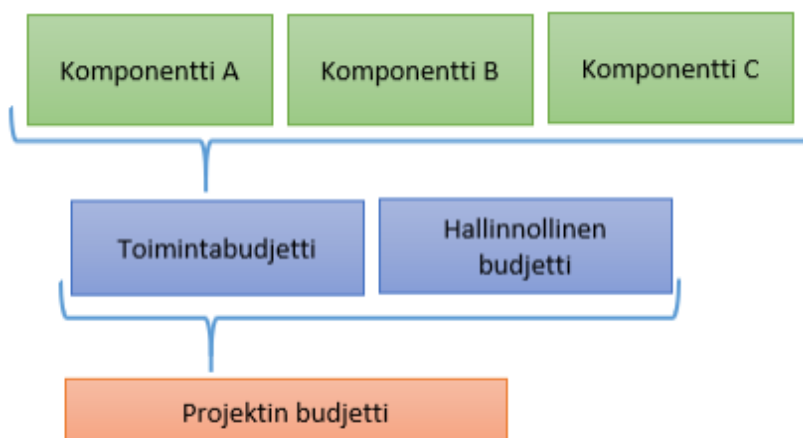 Komponentti A
Komponentti B
Komponentti C
Toimintabudjetti
Hallinnollinen
budjetti
Projektin budjetti